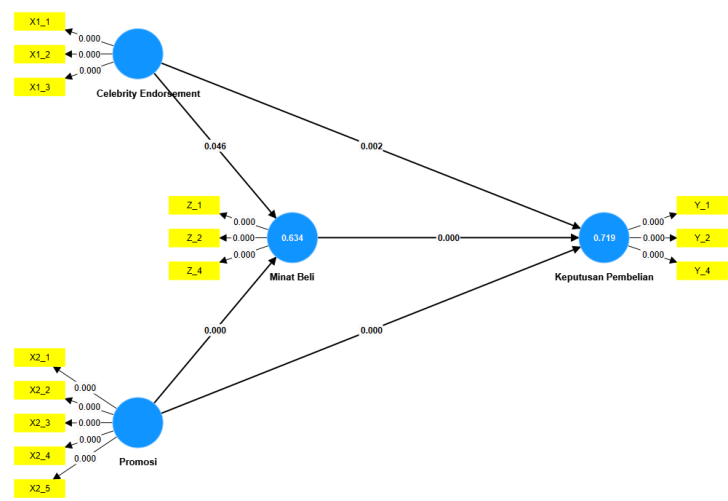 X1_1
0.000
X1_2
0.000
0.000
X1_3
Celebrity Endorsement
0.046
0.002
Z_1
0.000
Z_2
0.000
0.000
Z_4
0.634
Minat Beli
0.000
0.719
Keputusan Pembelian
0.000
Y_1
0.000
Y_2
0.000
Y_4
0.000
0.000
X2_1
0.000
X2_2
0.000
X2_3
0.000
X2_4
0.000
0.000
X2_5
Promosi